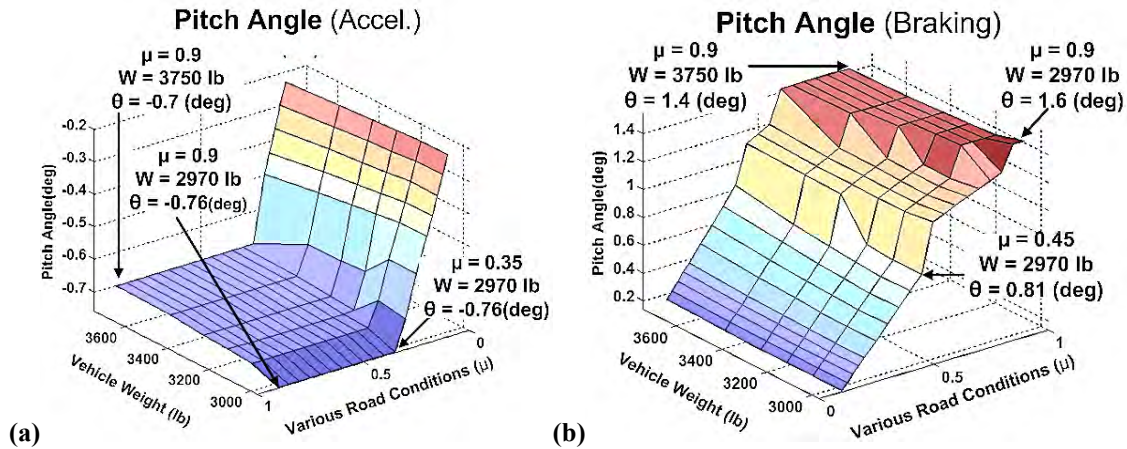 Pitch Angle (Accel.)
μ = 0.9
W = 3750 lb
θ = -0.7 (deg)
μ = 0.9
W = 2970 lb
θ = -0.76(deg)
-0.2
-0.3
-0.4
-0.5
-0.6
-0.7
Pitch Angle(deg)
μ = 0.35
W = 2970 lb
θ = -0.76(deg)
3600
3400
3200
3000
Vehicle Weight (lb)
1
0.5
0
Various Road Conditions (μ)
(a)
Pitch Angle (Braking)
μ = 0.9
W = 3750 lb
θ = 1.4 (deg)
μ = 0.9
W = 2970 lb
θ = 1.6 (deg)
1.4
1.2
1
0.8
0.6
0.4
0.2
Pitch Angle(deg)
μ = 0.45
W = 2970 lb
θ = 0.81 (deg)
3600
3400
3200
3000
Vehicle Weight (lb)
0
0.5
1
Various Road Conditions (μ)
(b)